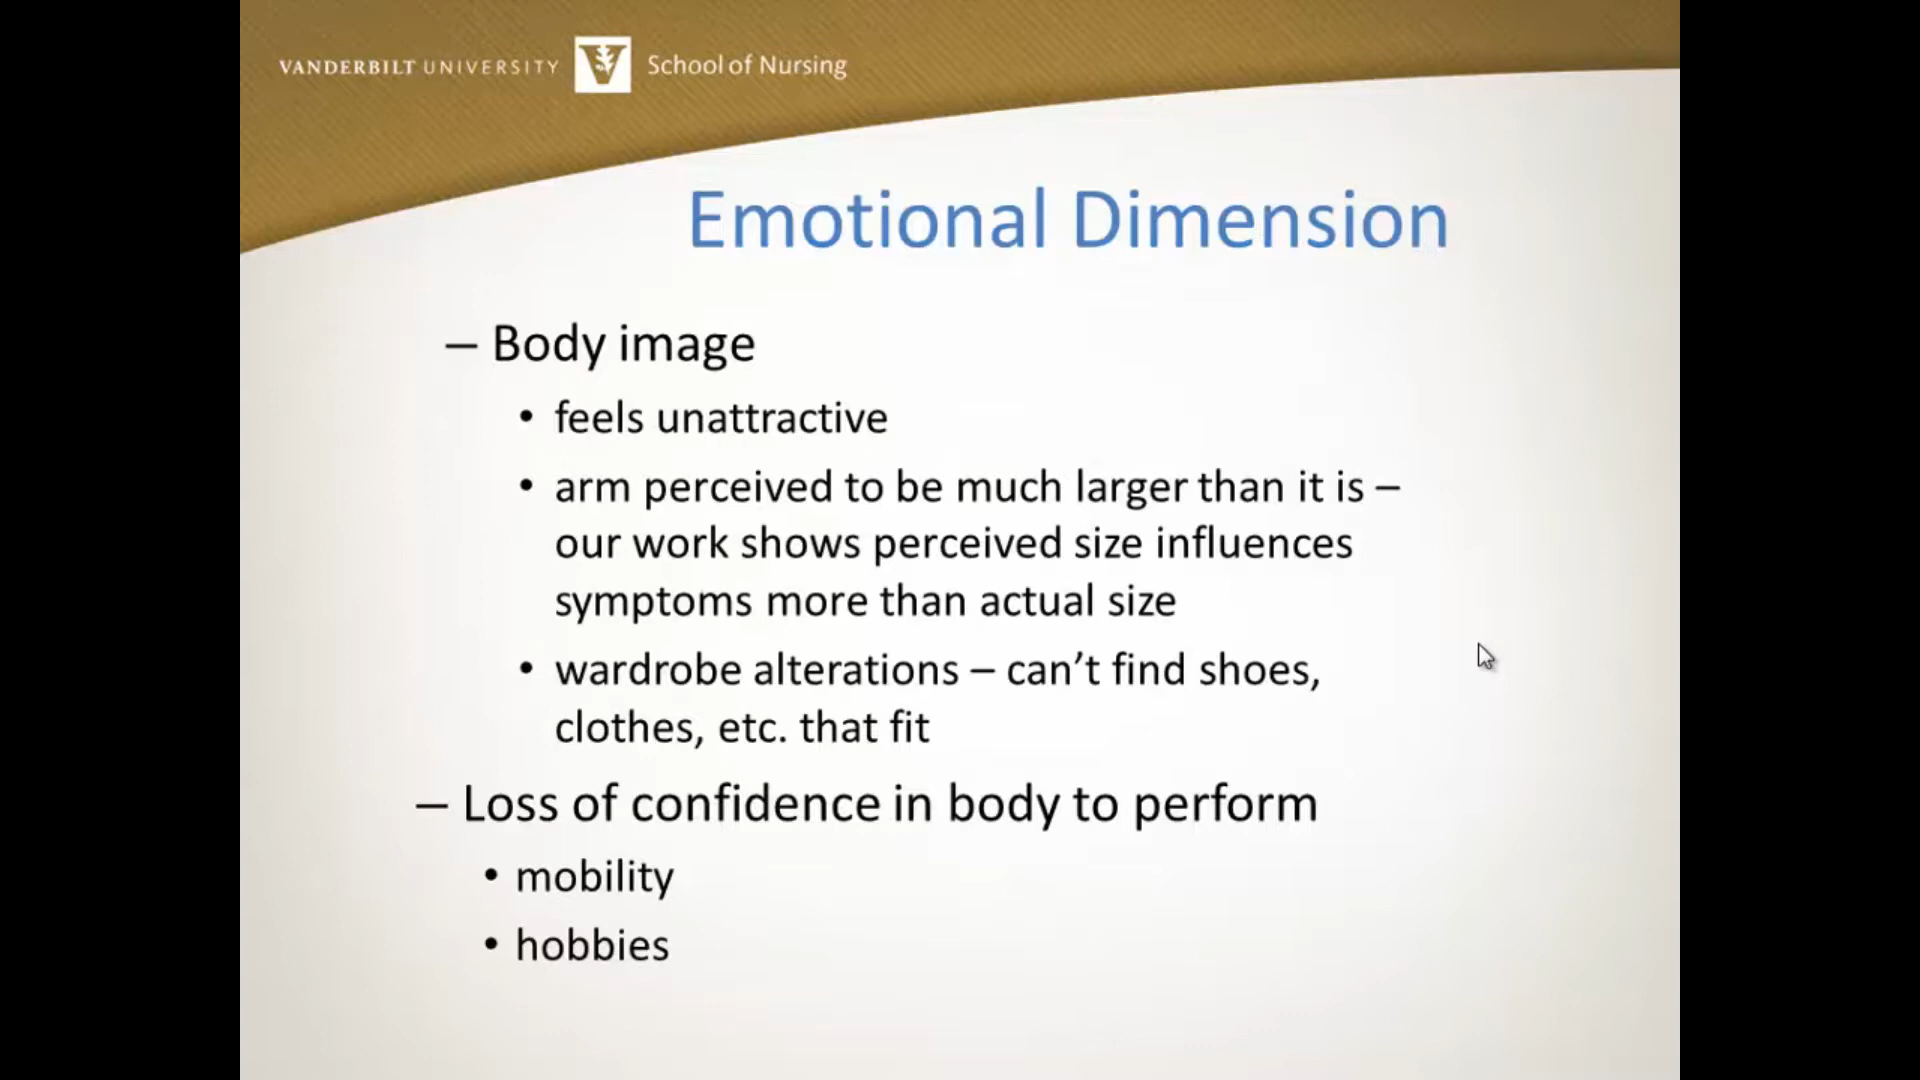 VANDERBILT UNIVERSITY School of Nursing
Emotional Dimension
– Body image
• feels unattractive
• arm perceived to be much larger than it is –
our work shows perceived size influences
symptoms more than actual size
• wardrobe alterations – can’t find shoes,
clothes, etc. that fit
– Loss of confidence in body to perform
• mobility
• hobbies